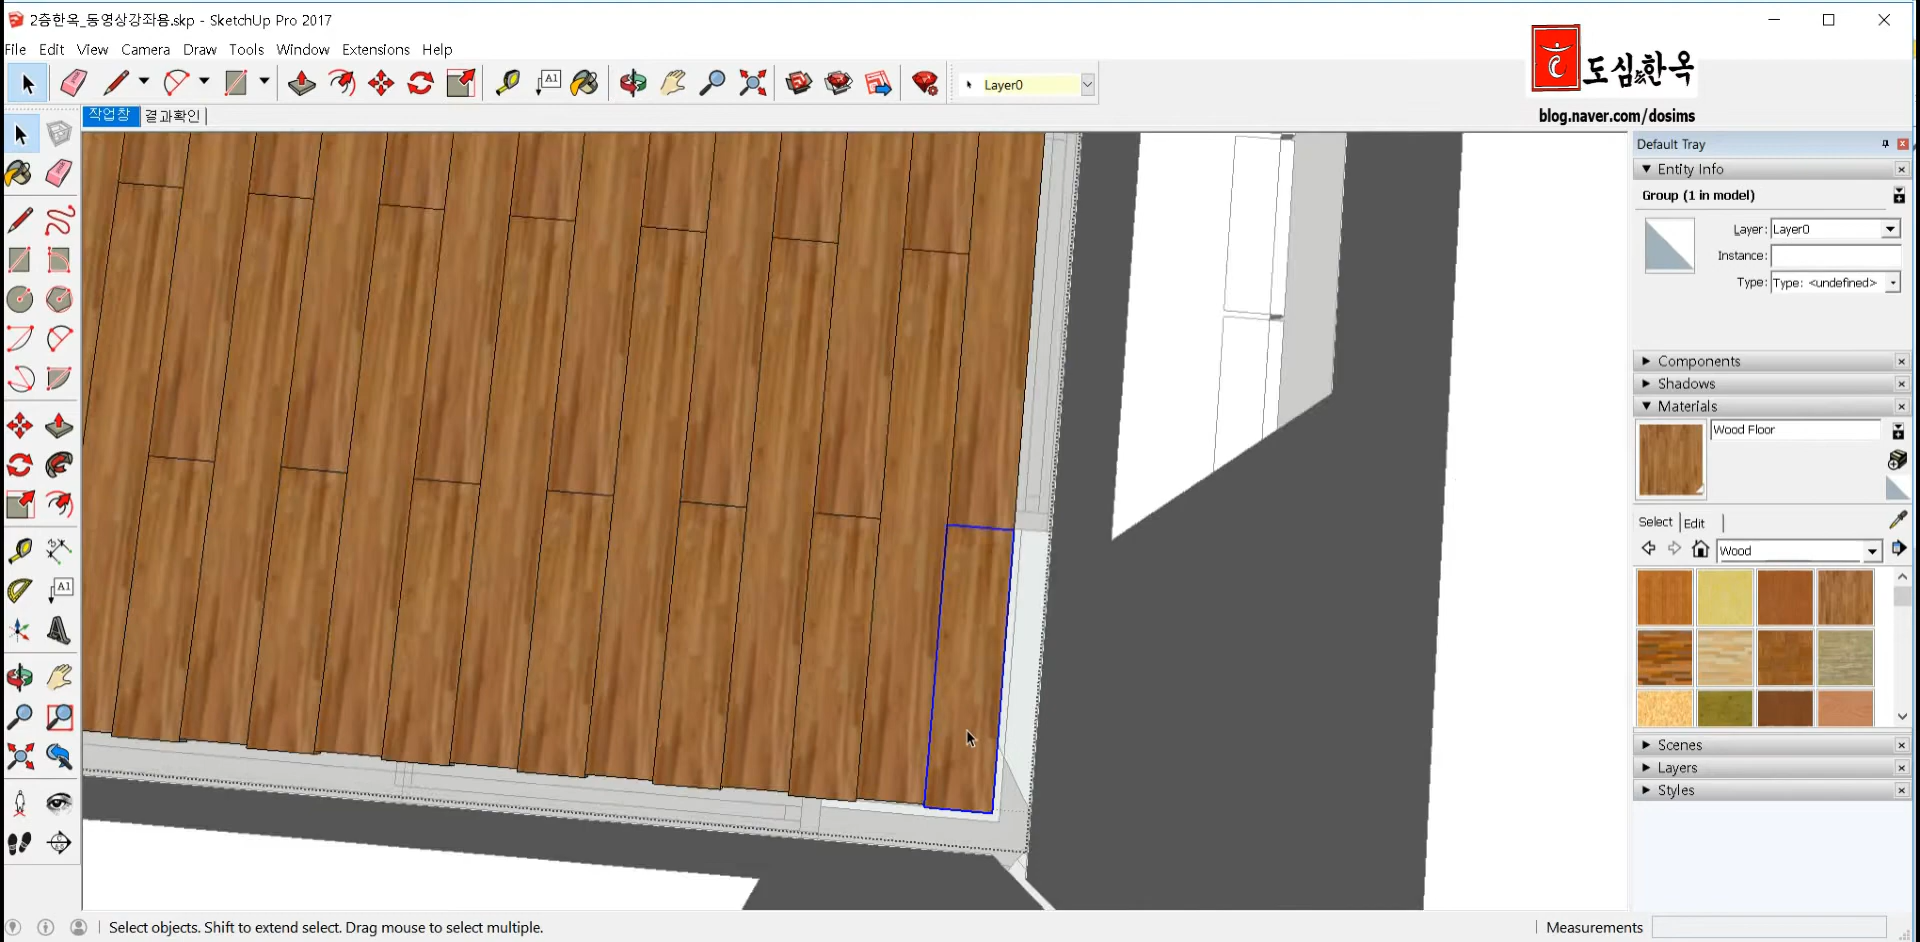 2층한옥_동영상강좌용.skp - SketchUp Pro 2017
File Edit View Camera Draw Tools Window Extensions Help
A1
Layer0
도심한옥
blog.naver.com/dosims
작업창 결과확인
Default Tray
Entity Info
Group (1 in model)
Layer: Layer0
Instance:
Type: Type: <undefined>
Components
Shadows
Materials
Wood Floor
Select Edit
Wood
A1
Scenes
Layers
Styles
Select objects. Shift to extend select. Drag mouse to select multiple.
Measurements